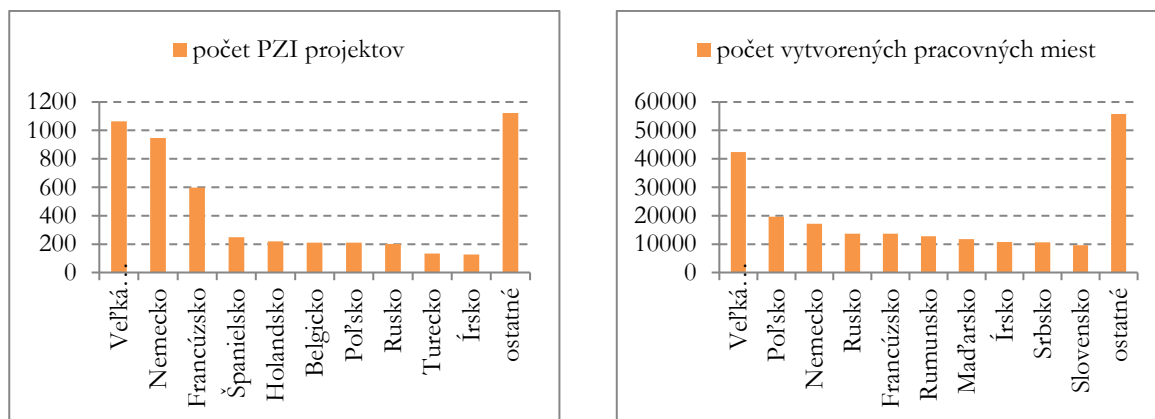 počet PZI projektov
1200
1000
800
600
400
200
0
Veľká…
Nemecko
Francúzsko
Španielsko
Holandsko
Belgicko
Poľsko
Rusko
Turecko
Írsko
ostatné
počet vytvorených pracovných miest
60000
50000
40000
30000
20000
10000
0
Veľká…
Poľsko
Nemecko
Rusko
Francúzsko
Rumunsko
Maďarsko
Írsko
Srbsko
Slovensko
ostatné